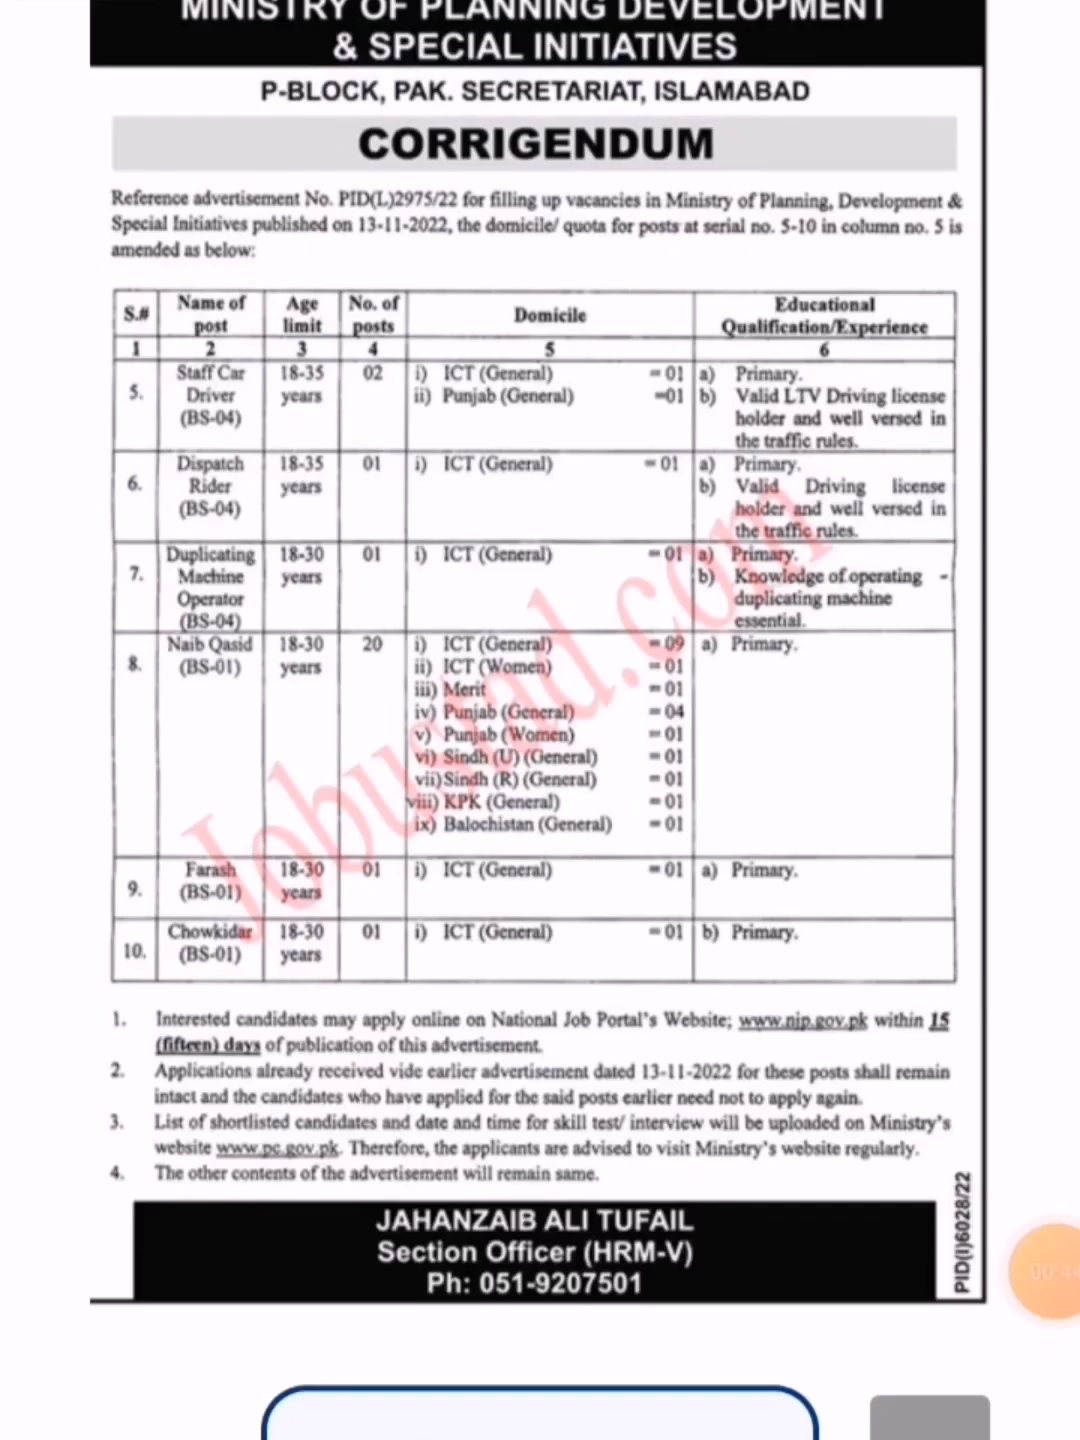 MINISTRY OF PLANNING DEVELOPMENT
& SPECIAL INITIATIVES
P-BLOCK, PAK. SECRETARIAT, ISLAMABAD
CORRIGENDUM
Reference advertisement No. PID(L)2975/22 for filling up vacancies in Ministry of Planning, Development &
Special Initiatives published on 13-11-2022, the domicile/ quota for posts at serial no. 5-10 in column no. 5 is
amended as below:
S.# Name of post Age limit No. of posts Domicile Educational Qualification/Experience
1 2 3 4 5 6
5. Staff Car Driver (BS-04) 18-35 years 02 i) ICT (General) = 01 a) Primary.
ii) Punjab (General) =01 b) Valid LTV Driving license
holder and well versed in
the traffic rules.
6. Dispatch Rider (BS-04) 18-35 years 01 i) ICT (General) = 01 a) Primary.
b) Valid Driving license
holder and well versed in
the traffic rules.
7. Duplicating Machine Operator (BS-04) 18-30 years 01 i) ICT (General) = 01 a) Primary.
b) Knowledge of operating -
duplicating machine
essential.
8. Naib Qasid (BS-01) 18-30 years 20 i) ICT (General) = 09 a) Primary.
ii) ICT (Women) = 01
iii) Merit = 01
iv) Punjab (General) = 04
v) Punjab (Women) = 01
vi) Sindh (U) (General) = 01
vii) Sindh (R) (General) = 01
viii) KPK (General) = 01
ix) Balochistan (General) = 01
9. Farash (BS-01) 18-30 years 01 i) ICT (General) = 01 a) Primary.
10. Chowkidar (BS-01) 18-30 years 01 i) ICT (General) = 01 b) Primary.
Jobustad.com
1. Interested candidates may apply online on National Job Portal's Website; www.njp.gov.pk within 15
(fifteen) days of publication of this advertisement.
2. Applications already received vide earlier advertisement dated 13-11-2022 for these posts shall remain
intact and the candidates who have applied for the said posts earlier need not to apply again.
3. List of shortlisted candidates and date and time for skill test/ interview will be uploaded on Ministry's
website www.pc.gov.pk. Therefore, the applicants are advised to visit Ministry's website regularly.
4. The other contents of the advertisement will remain same.
JAHANZAIB ALI TUFAIL
Section Officer (HRM-V)
Ph: 051-9207501
PID(I)6028/22